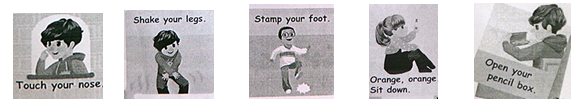 Touch your nose.
Shake your legs.
Stamp your foot.
Orange, orange
Sit down.
Open your
pencil box.